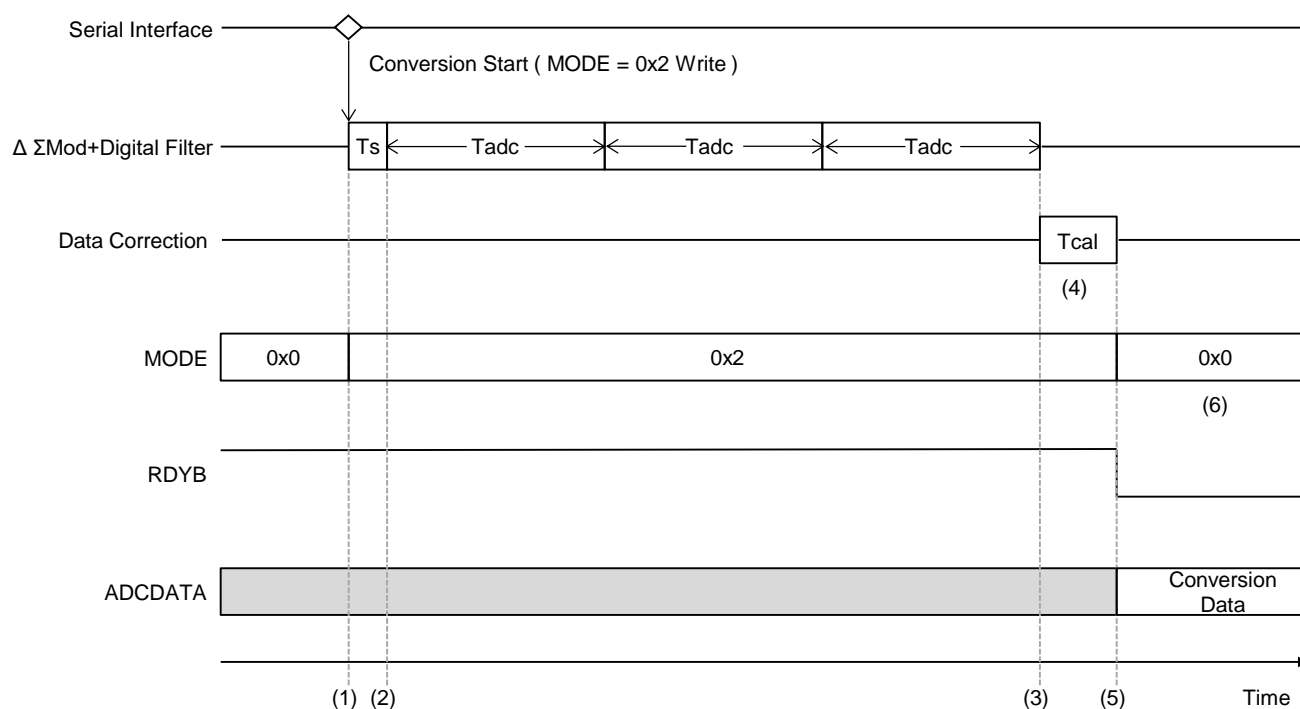 Serial Interface
Conversion Start ( MODE = 0x2 Write )
Δ ΣMod+Digital Filter
Ts Tadc Tadc Tadc
Data Correction
Tcal
(4)
MODE 0x0 0x2 0x0
(6)
RDYB
ADCDATA
Conversion
Data
(1) (2) (3) (5) Time